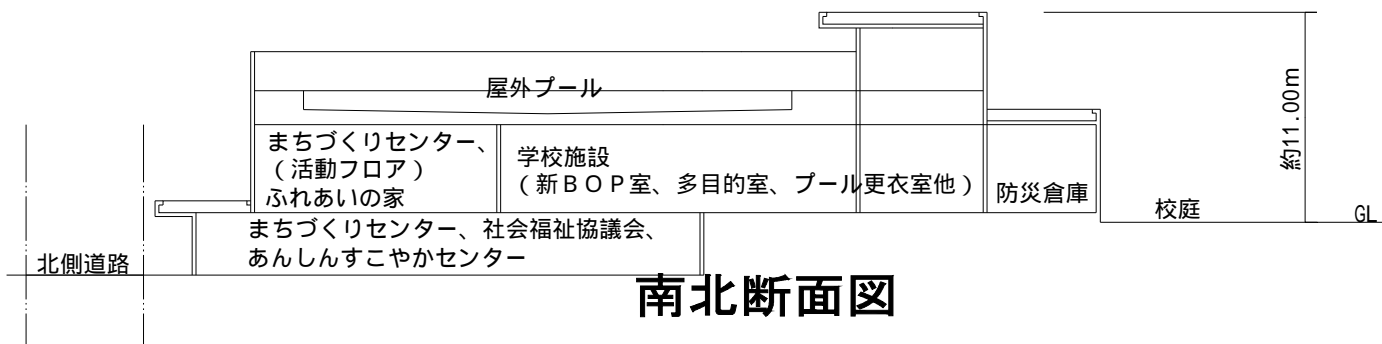 屋外プール
まちづくりセンター、
（活動フロア）
ふれあいの家
学校施設
（新ＢＯＰ室、多目的室、プール更衣室他）
防災倉庫
約11.00m
校庭
GL
まちづくりセンター、社会福祉協議会、
あんしんすこやかセンター
北側道路
南北断面図